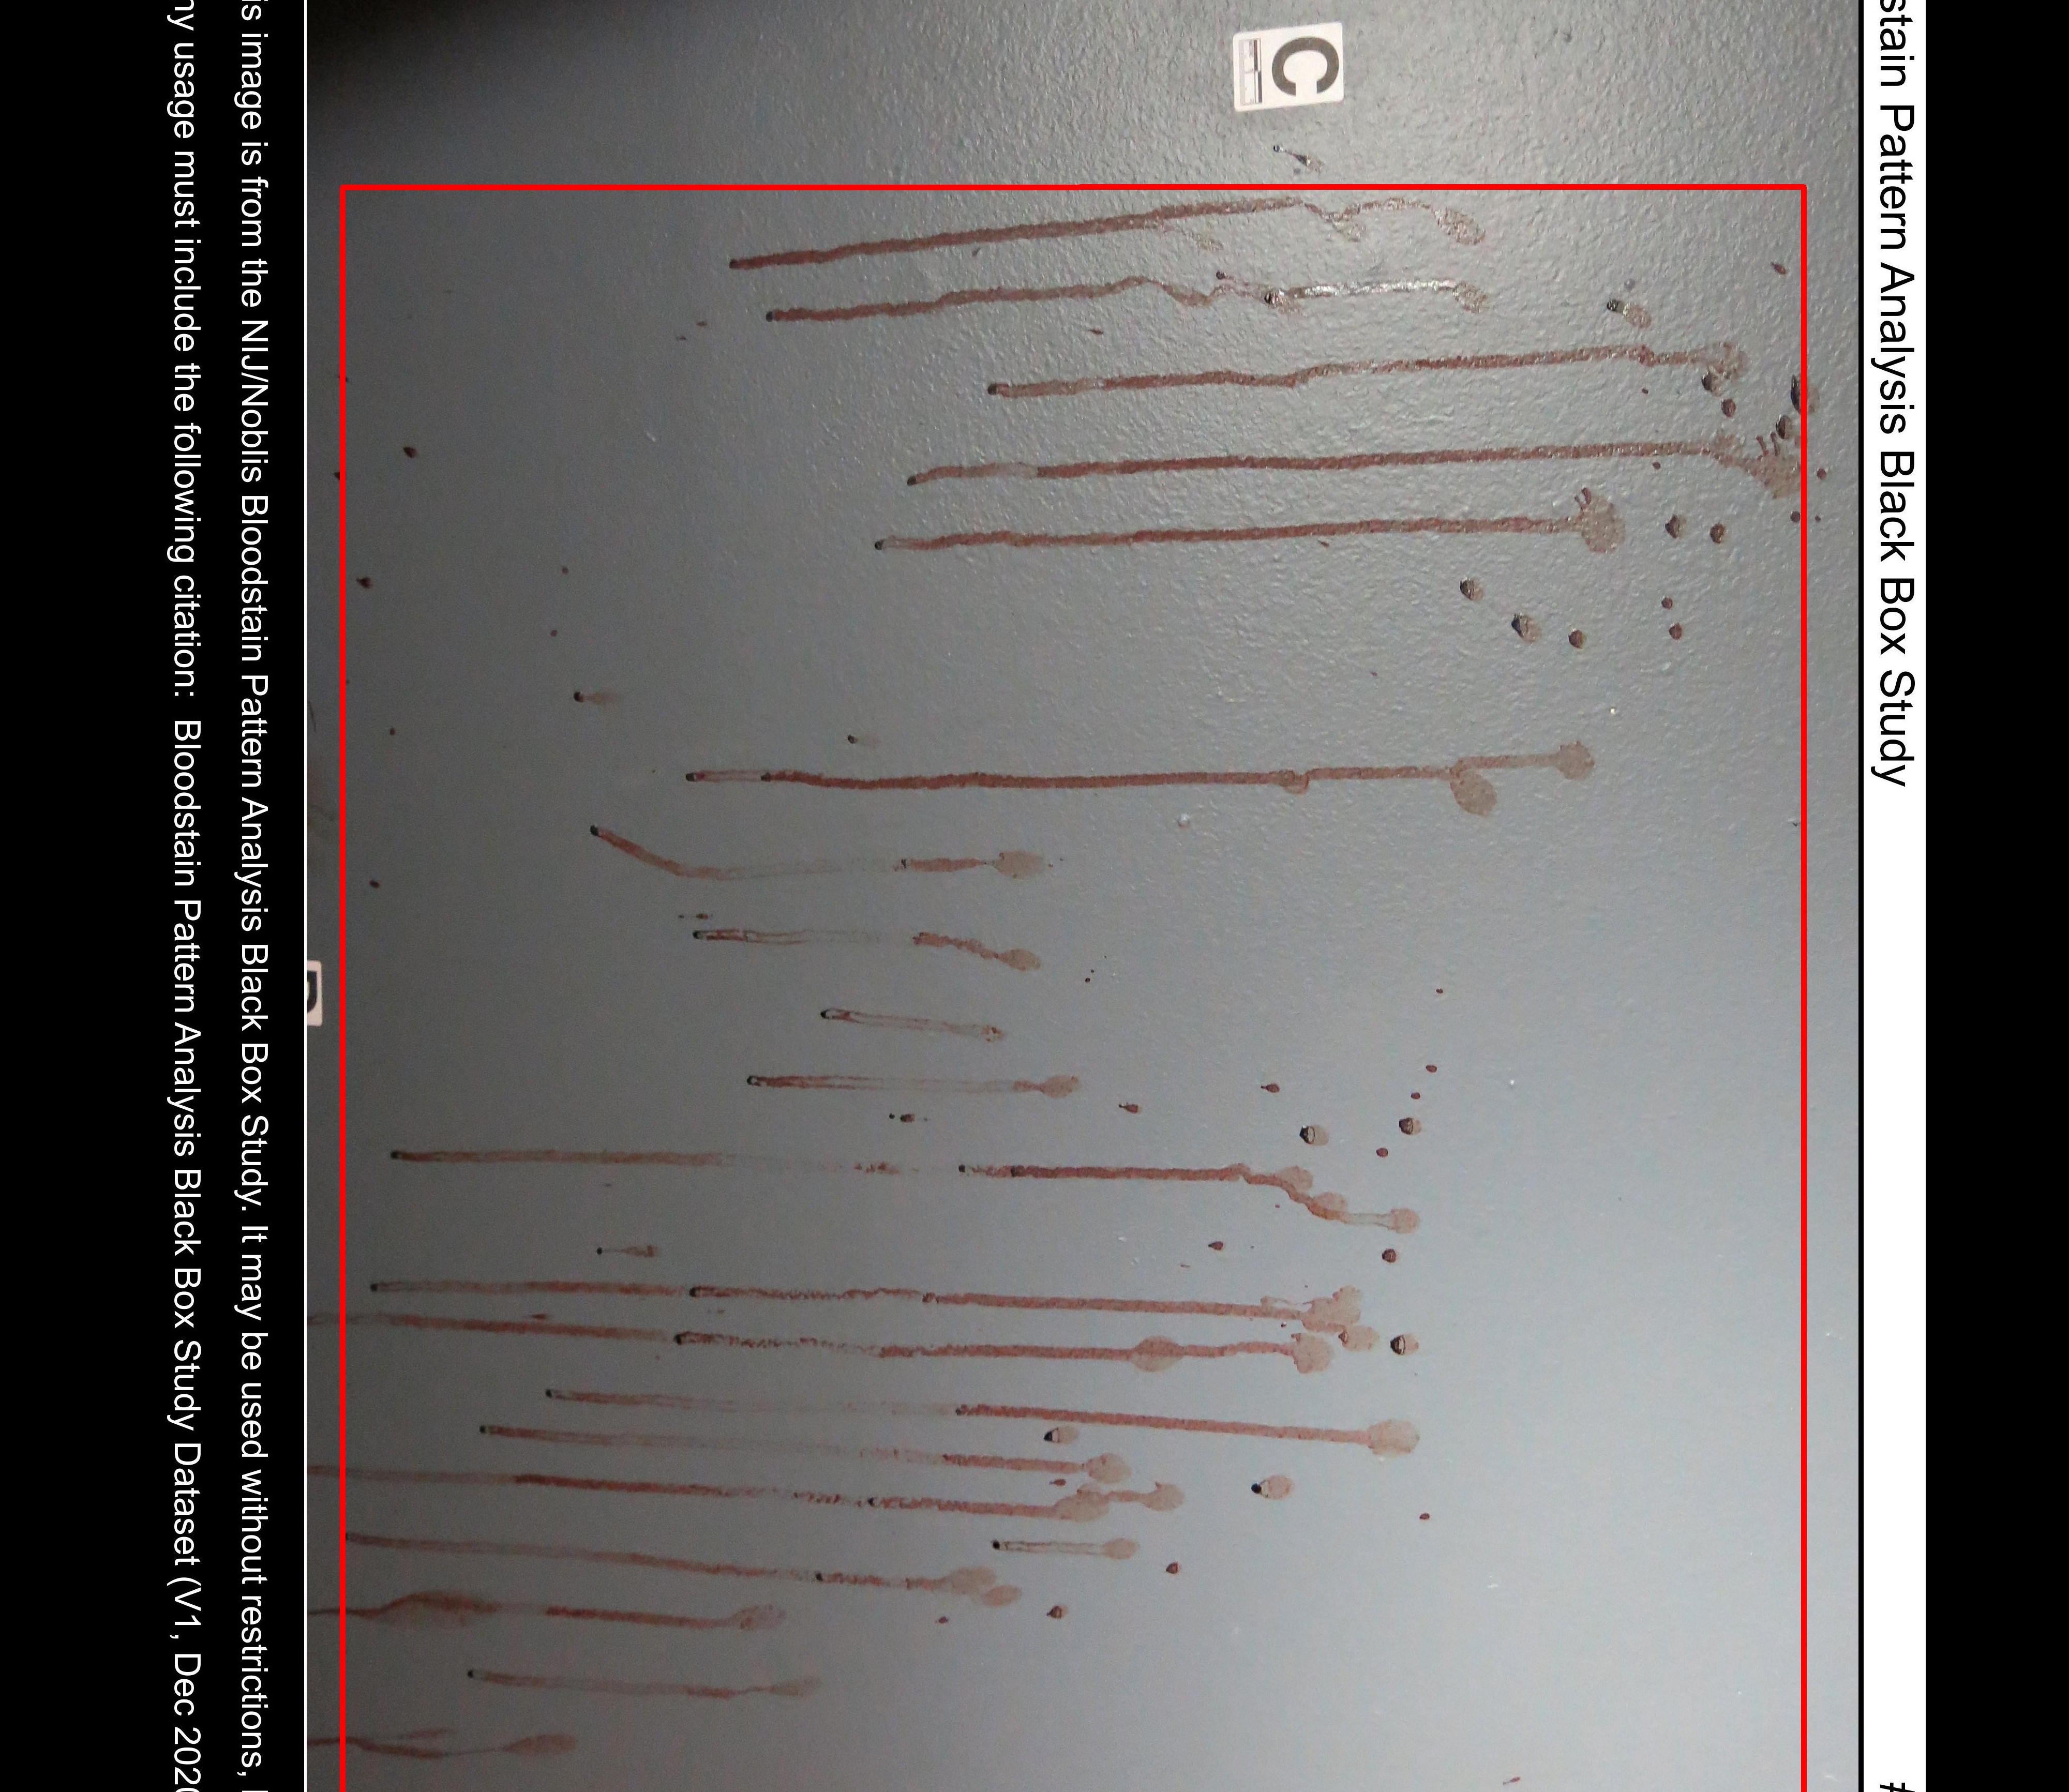 stain Pattern Analysis Black Box Study
#
C
D
is image is from the NIJ/Noblis Bloodstain Pattern Analysis Black Box Study. It may be used without restrictions,
ny usage must include the following citation: Bloodstain Pattern Analysis Black Box Study Dataset (V1, Dec 202